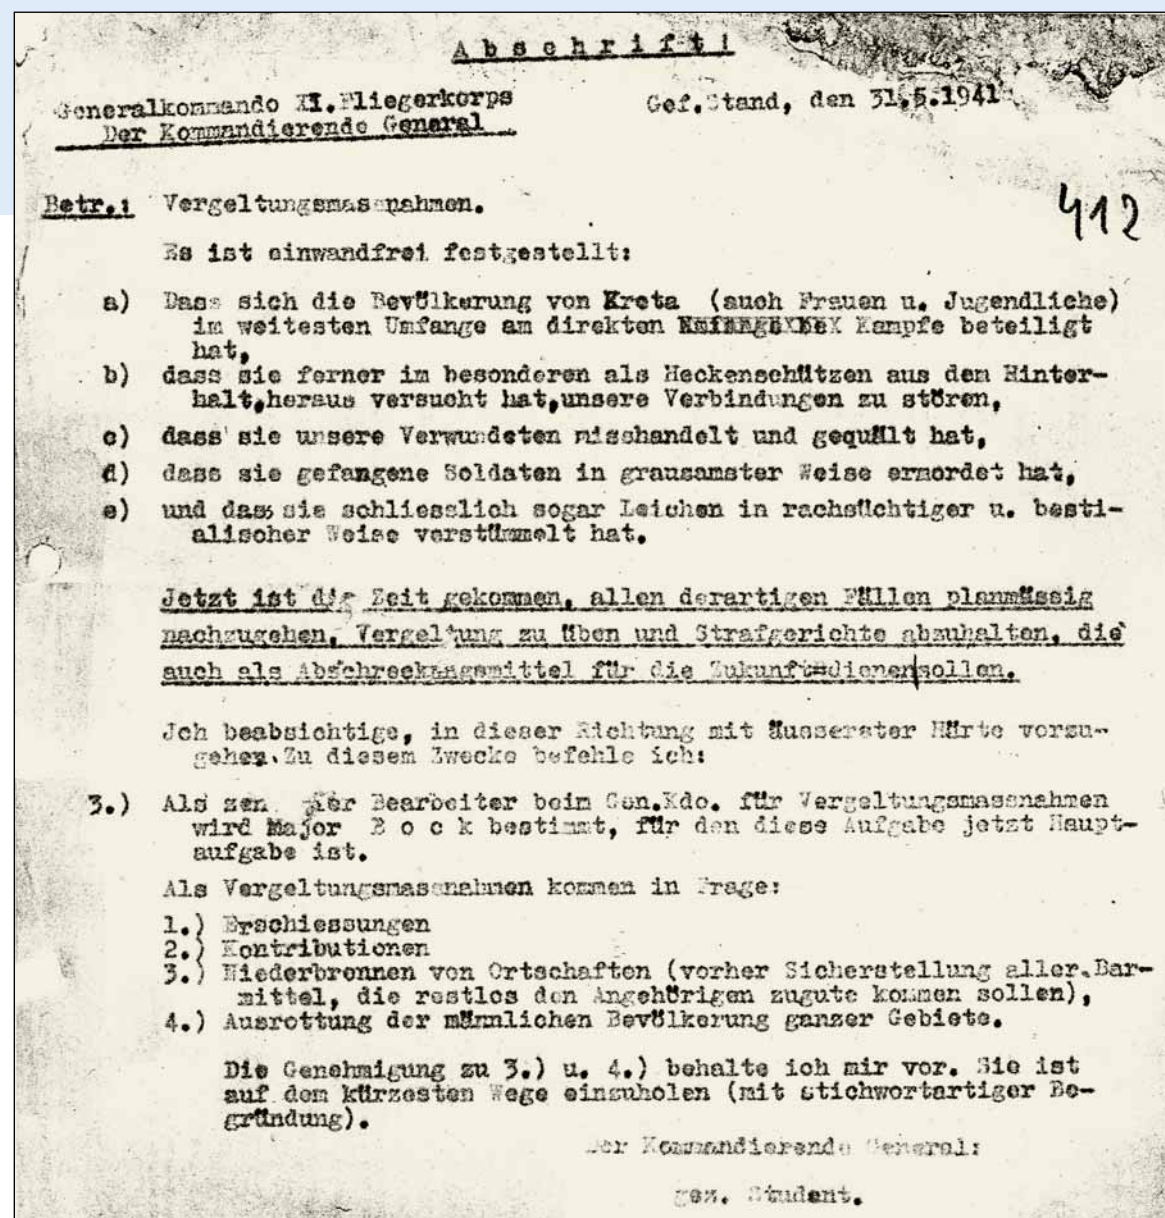 Abschrift!
Generalkommando XI.Fliegerkorps
Gef.Stand, den 31.5.1941
Der Kommandierende General
Betr.: Vergeltungsmassnahmen.
412
Es ist einwandfrei festgestellt:
a) Dass sich die Bevölkerung von Kreta (auch Frauen u. Jugendliche)
im weitesten Umfange am direkten Kampfe beteiligt
hat,
b) dass sie ferner im besonderen als Heckenschützen aus dem Hinter-
halt,heraus versucht hat,unsere Verbindungen zu stören,
c) dass sie unsere Verwundeten misshandelt und gequält hat,
d) dass sie gefangene Soldaten in grausamster Weise ermordet hat,
e) und dass sie schliesslich sogar Leichen in rachsüchtiger u. besti-
alischer Weise verstümmelt hat.
Jetzt ist die Zeit gekommen, allen derartigen Fällen planmässig
nachzugehen, Vergeltung zu üben und Strafgerichte abzuhalten, die
auch als Abschreckungsmittel für die Zukunft dienen sollen.
Jch beabsichtige, in dieser Richtung mit äusserster Härte vorzu-
gehen.Zu diesem Zwecke befehle ich:
3.) Als Bearbeiter beim Gen.Kdo. für Vergeltungsmassnahmen
wird Major B o c k bestimmt, für den diese Aufgabe jetzt Haupt-
aufgabe ist.
Als Vergeltungsmassnahmen kommen in Frage:
1.) Erschiessungen
2.) Kontributionen
3.) Niederbrennen von Ortschaften (vorher Sicherstellung aller Bar-
mittel, die restlos den Angehörigen zugute kommen sollen),
4.) Ausrottung der männlichen Bevölkerung ganzer Gebiete.
Die Genehmigung zu 3.) u. 4.) behalte ich mir vor. Sie ist
auf dem kürzesten Wege einzuholen (mit stichwortartiger Be-
gründung).
Der Kommandierende General:
gez. Student.